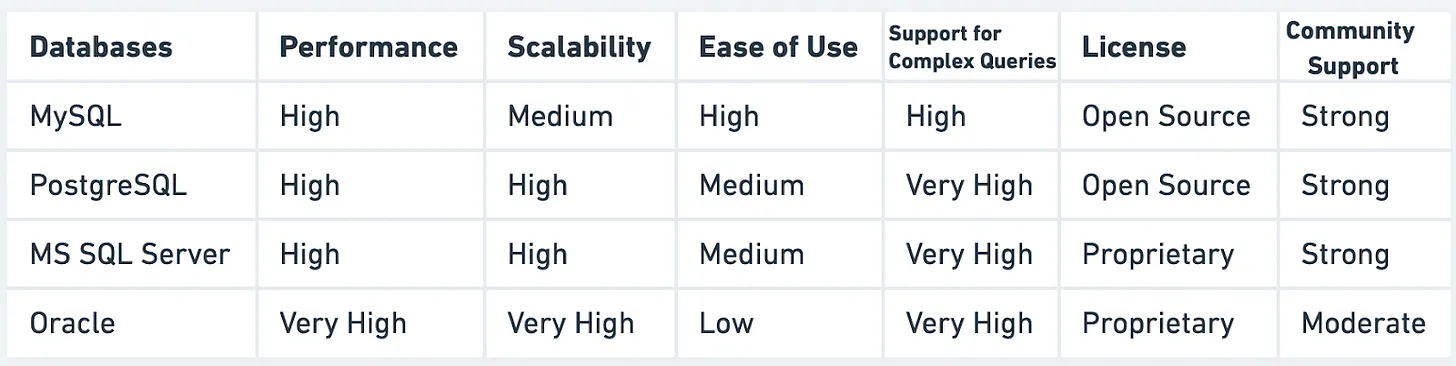 Databases Performance Scalability Ease of Use Support for Complex Queries License Community Support
MySQL High Medium High High Open Source Strong
PostgreSQL High High Medium Very High Open Source Strong
MS SQL Server High High Medium Very High Proprietary Strong
Oracle Very High Very High Low Very High Proprietary Moderate